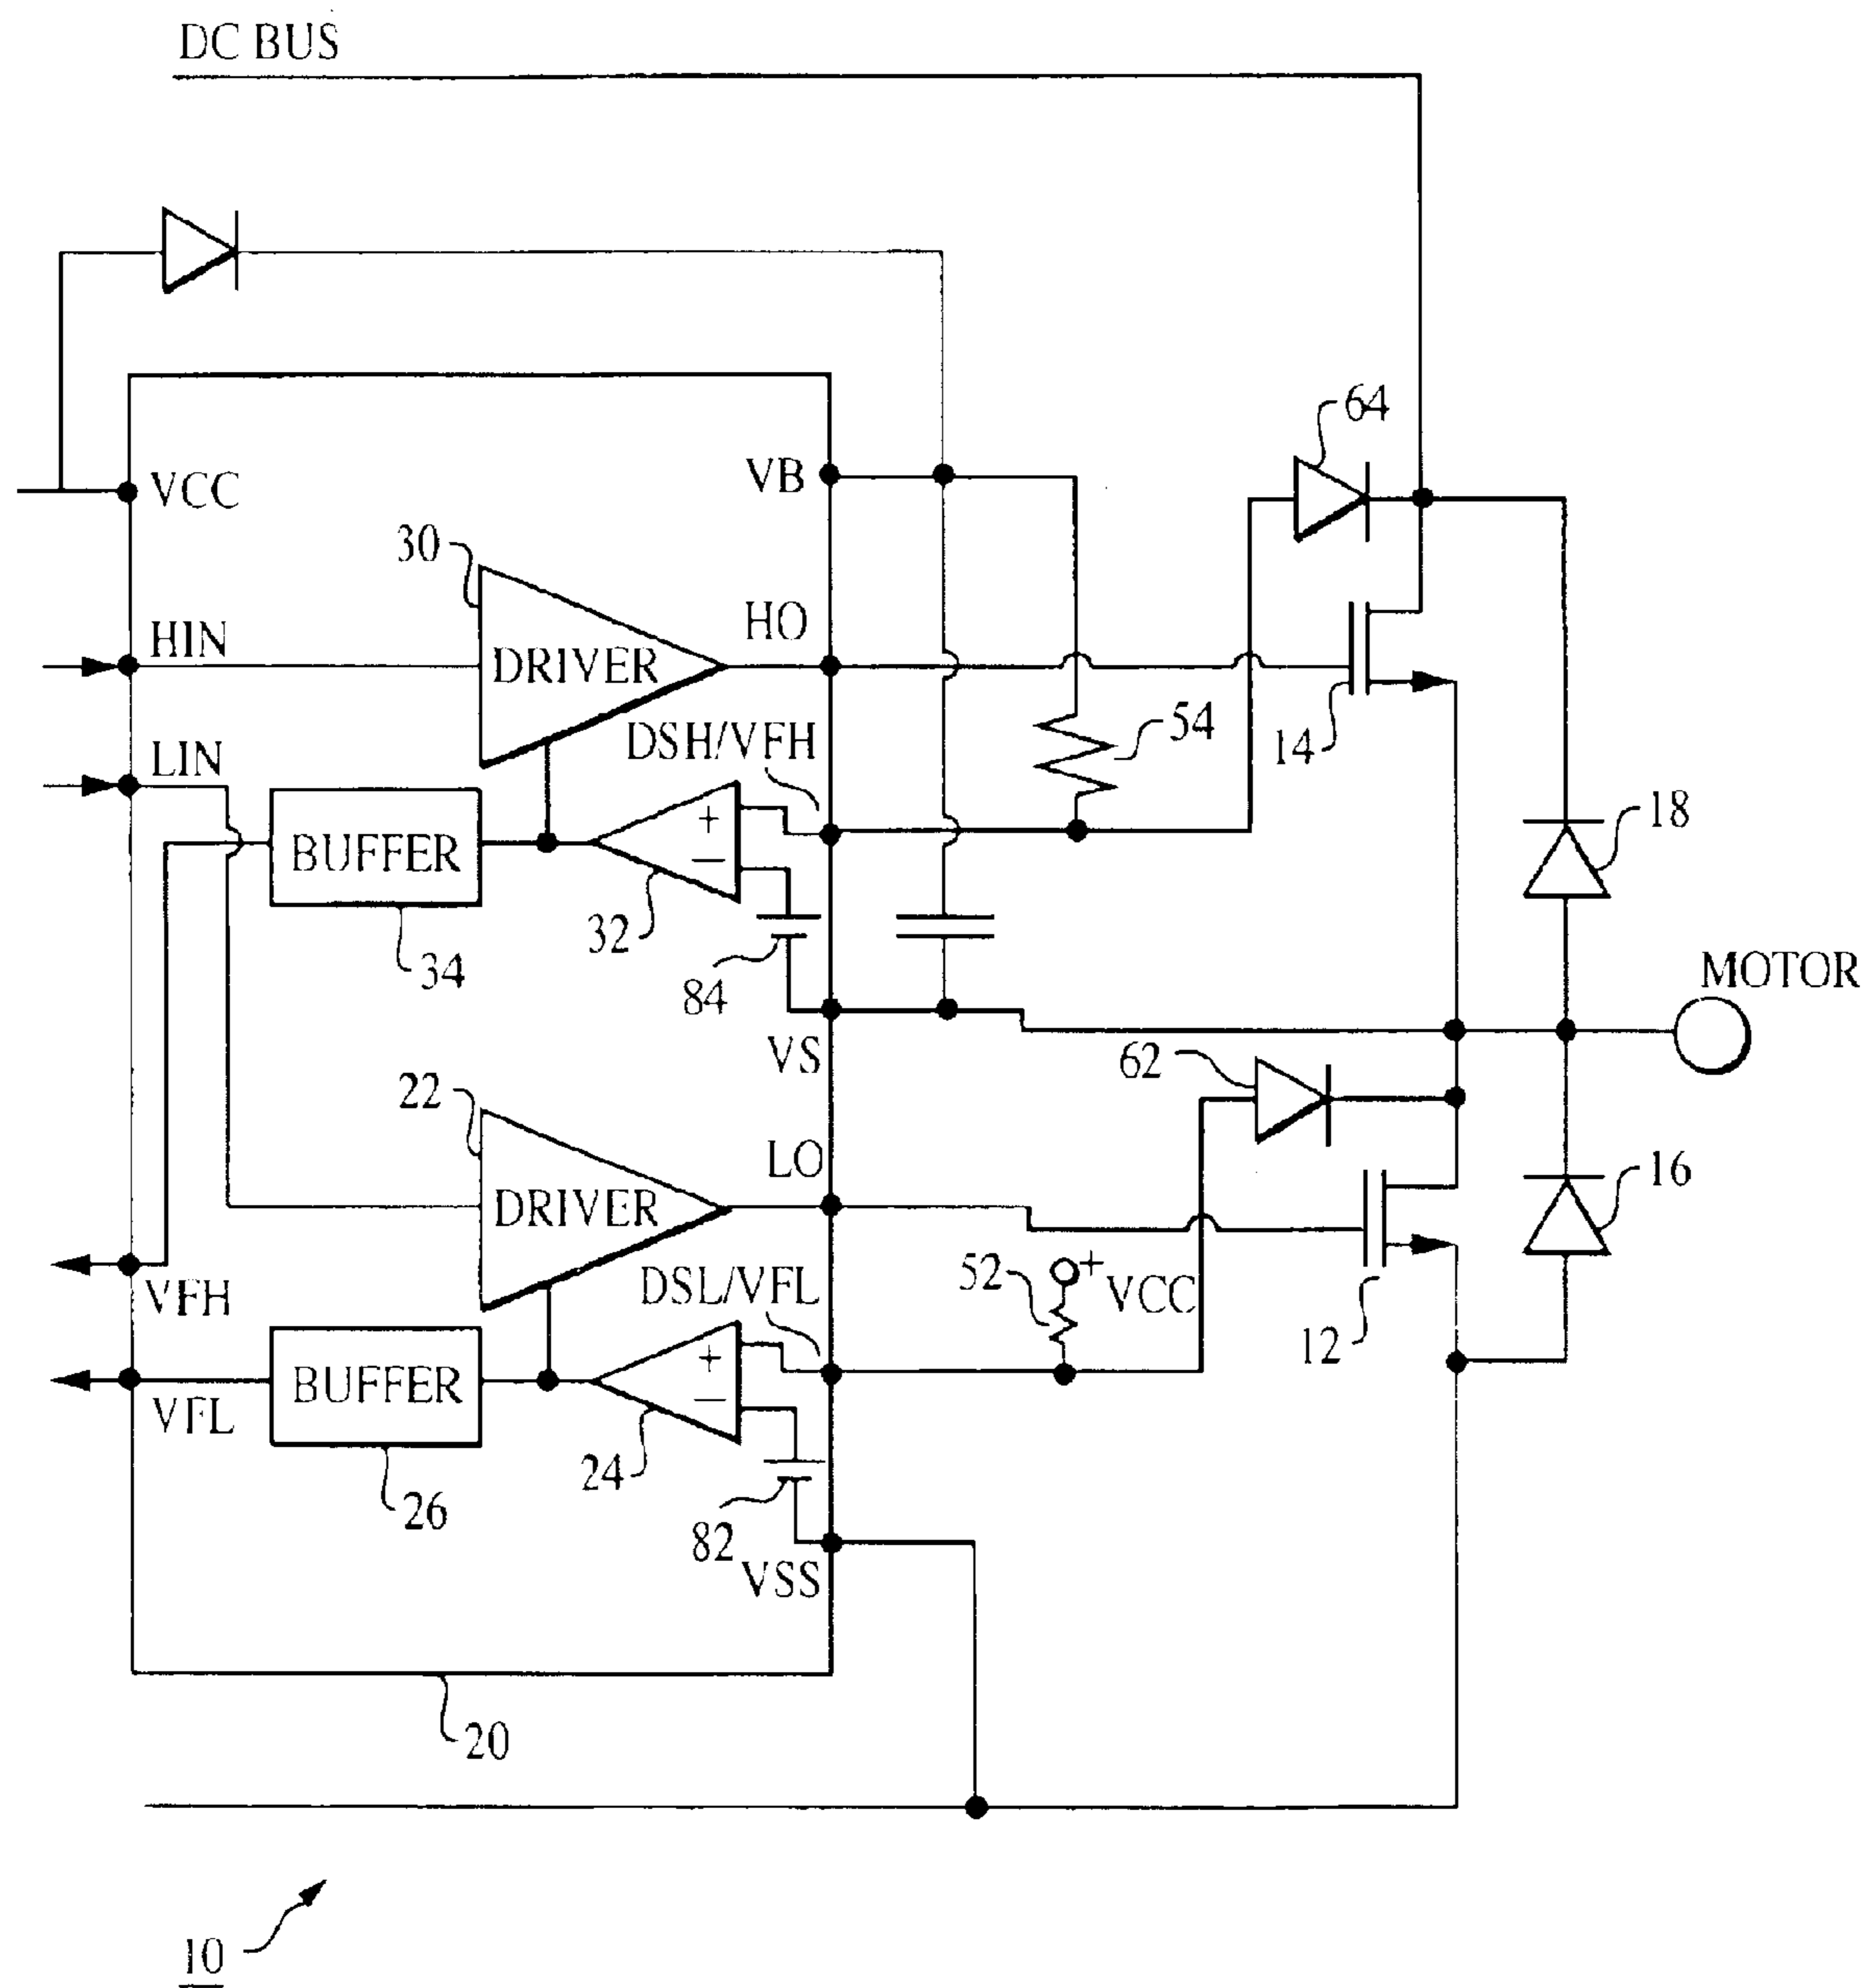 DC BUS
64
VCC
VB
30
HIN
HO
DRIVER
14
DSH/VFH
54
LIN
+
BUFFER
−
18
32
34
84
MOTOR
VS
62
22
LO
16
DRIVER
DSL/VFL
52
+
VCC
VFH
12
+
BUFFER
−
VFL
24
26
82
VSS
20
10